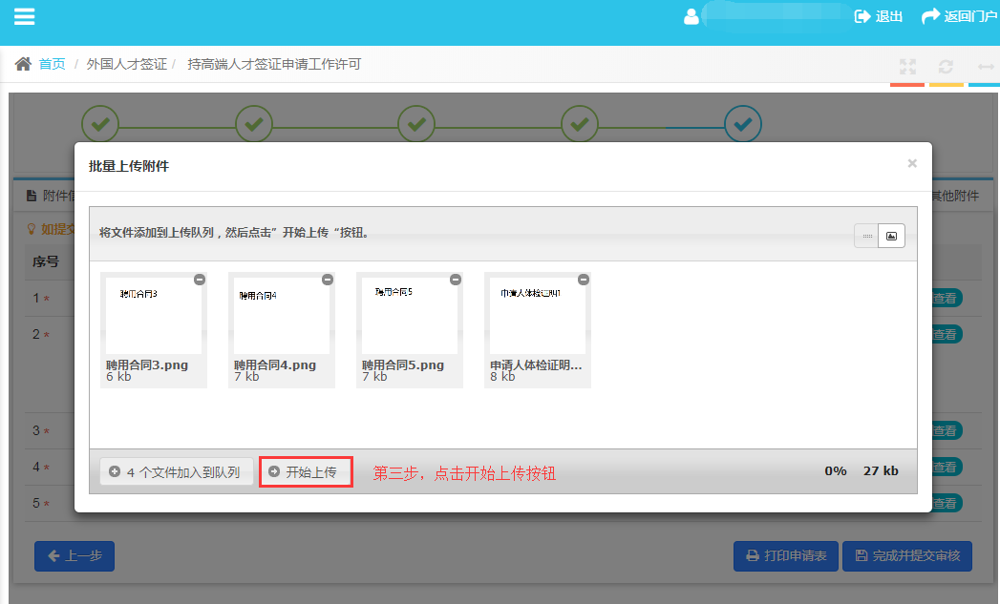 退出 返回门户
首页 / 外国人才签证 / 持高端人才签证申请工作许可
批量上传附件
×
附件信
其他附件
将文件添加到上传队列，然后点击”开始上传“按钮。
如提交
序号
聘用合同3
聘用合同4
聘用合同5
申请人体检证明1
1 *
查看
2 *
查看
聘用合同3.png
聘用合同4.png
聘用合同5.png
申请人体检证明...
6 kb
7 kb
7 kb
8 kb
3 *
查看
4 *
查看
4 个文件加入到队列
开始上传
第三步，点击开始上传按钮
0%
27 kb
5 *
查看
上一步
打印申请表
完成并提交审核